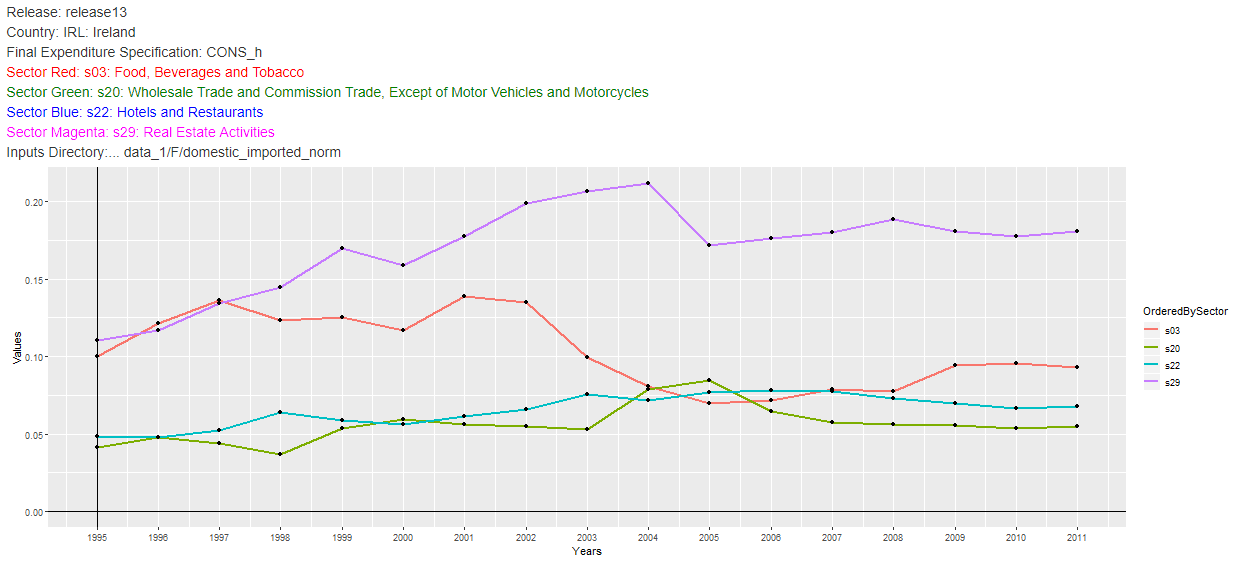 Release: release13
Country: IRL: Ireland
Final Expenditure Specification: CONS_h
Sector Red: s03: Food, Beverages and Tobacco
Sector Green: s20: Wholesale Trade and Commission Trade, Except of Motor Vehicles and Motorcycles
Sector Blue: s22: Hotels and Restaurants
Sector Magenta: s29: Real Estate Activities
Inputs Directory:... data_1/F/domestic_imported_norm
Values
0.20
0.15
0.10
0.05
0.00
1995 1996 1997 1998 1999 2000 2001 2002 2003 2004 2005 2006 2007 2008 2009 2010 2011
Years
OrderedBySector
s03
s20
s22
s29